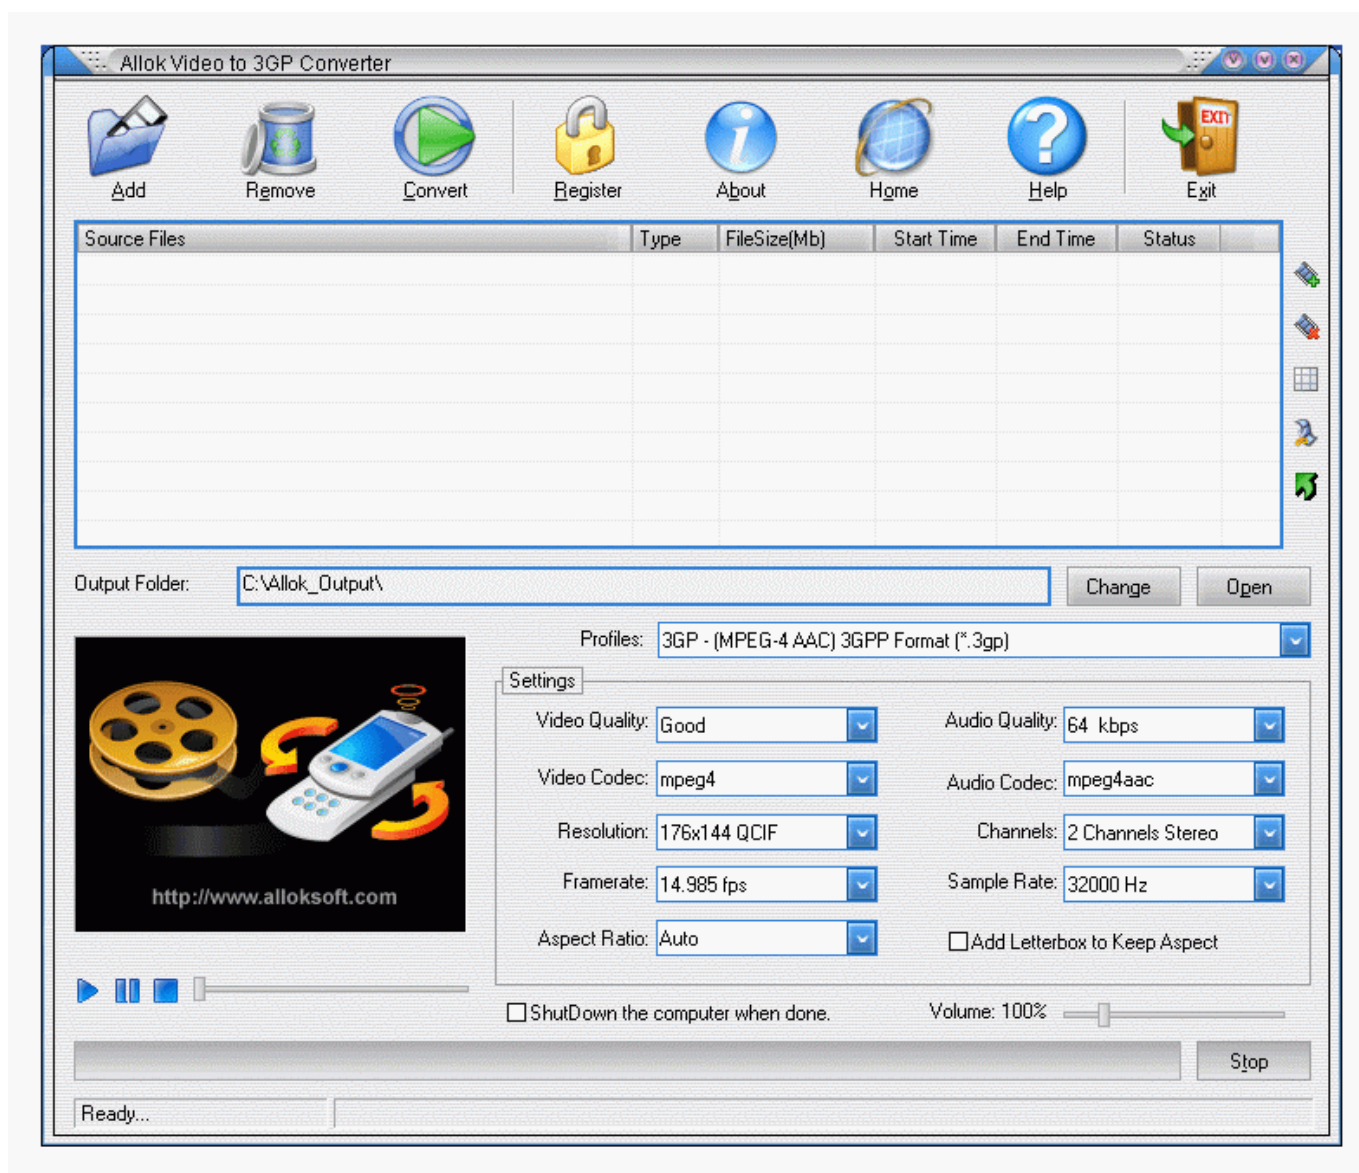 Allok Video to 3GP Converter
EXIT
Add Remove Convert Register About Home Help Exit
Source Files Type FileSize(Mb) Start Time End Time Status
Output Folder: C:\Allok_Output\ Change Open
Profiles: 3GP - (MPEG-4 AAC) 3GPP Format (*.3gp)
Settings
Video Quality: Good Audio Quality: 64 kbps
Video Codec: mpeg4 Audio Codec: mpeg4aac
Resolution: 176x144 QCIF Channels: 2 Channels Stereo
Framerate: 14.985 fps Sample Rate: 32000 Hz
http://www.alloksoft.com
Aspect Ratio: Auto Add Letterbox to Keep Aspect
ShutDown the computer when done. Volume: 100%
Stop
Ready...